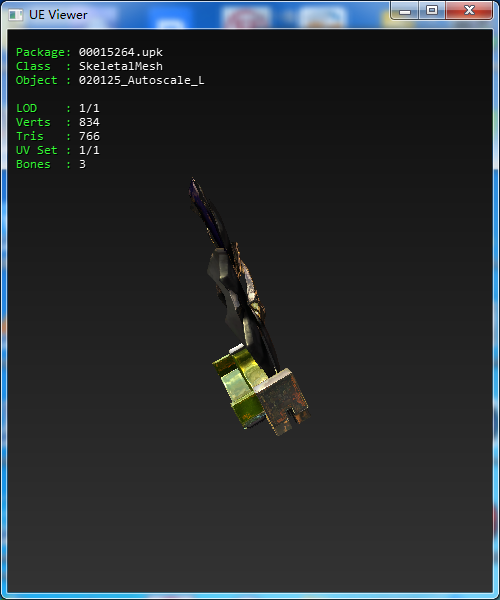 UE Viewer
Package: 00015264.upk
Class : SkeletalMesh
Object : 020125_Autoscale_L
LOD : 1/1
Verts : 834
Tris : 766
UV Set : 1/1
Bones : 3